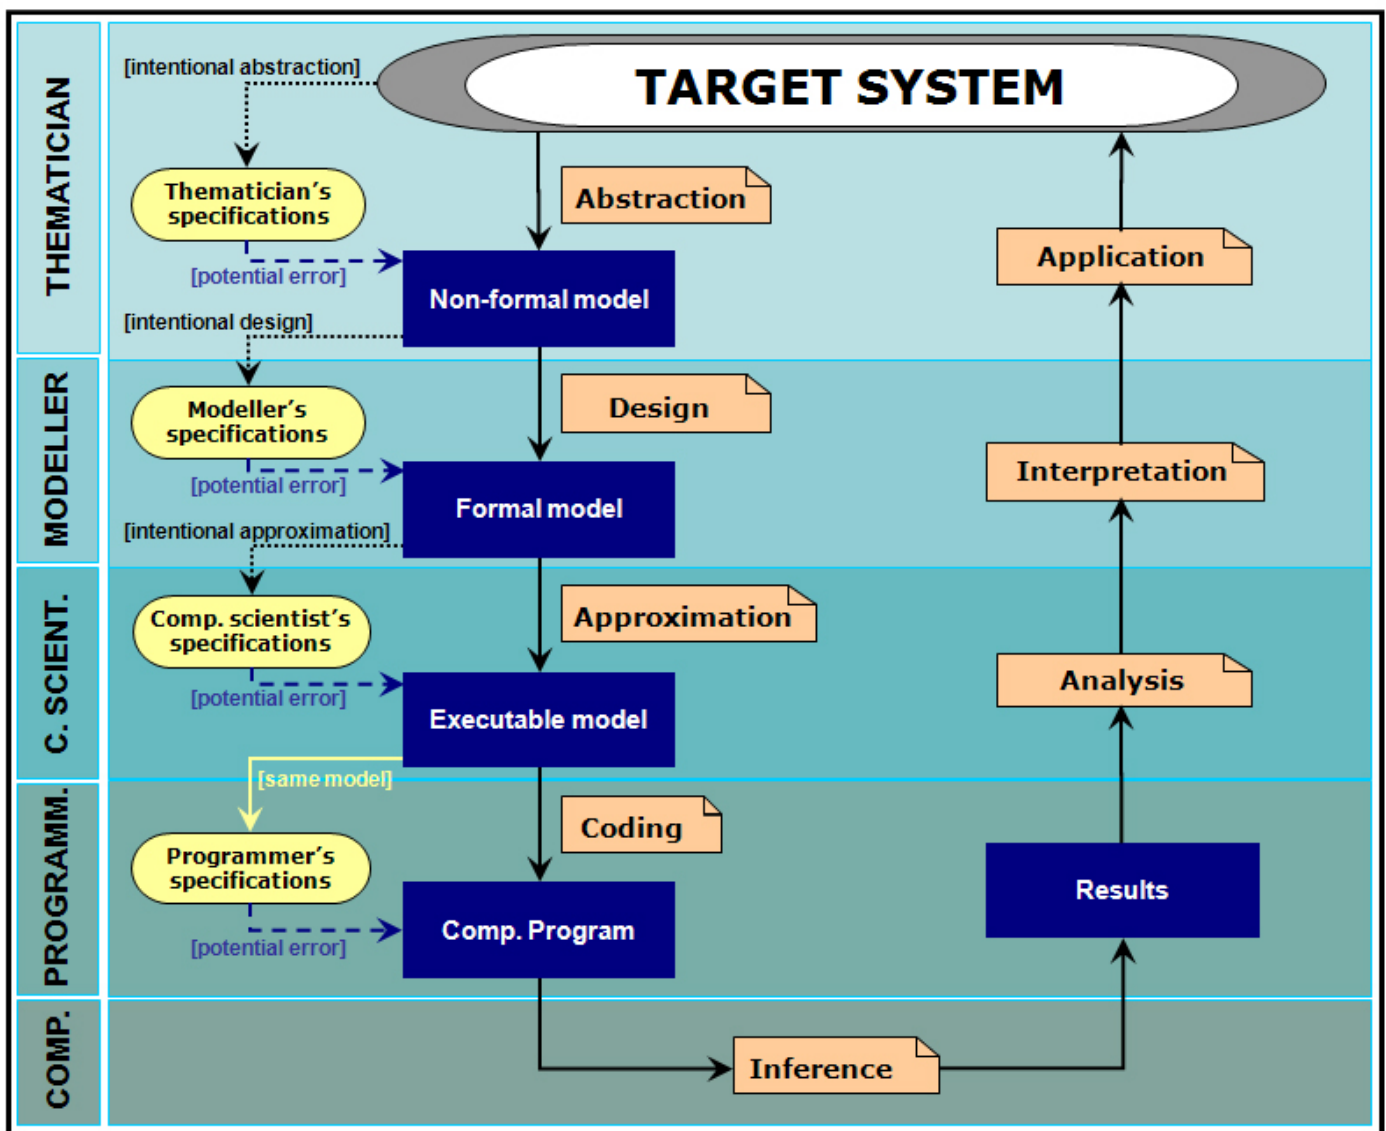 THEMATICIAN
[intentional abstraction]
TARGET SYSTEM
Thematician's
specifications
Abstraction
[potential error]
Non-formal model
Application
[intentional design]
MODELLER
Modeller's
specifications
Design
[potential error]
Formal model
Interpretation
[intentional approximation]
C. SCIENT.
Comp. scientist's
specifications
Approximation
[potential error]
Executable model
Analysis
[same model]
PROGRAMM.
Programmer's
specifications
Coding
[potential error]
Comp. Program
Results
COMP.
Inference